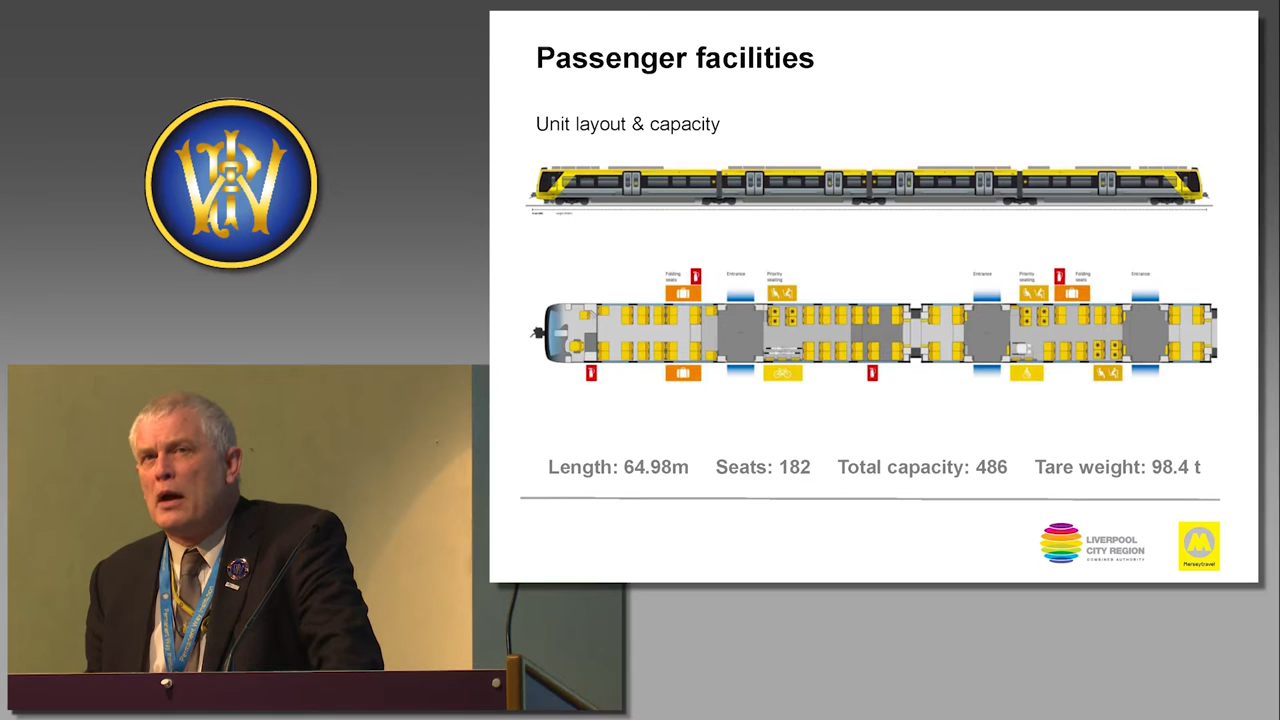 Passenger facilities
Unit layout & capacity
Folding seats
Entrance
Priority seating
Entrance
Priority seating
Folding seats
Entrance
Length: 64.98m Seats: 182 Total capacity: 486 Tare weight: 98.4 t
LIVERPOOL
CITY REGION
COMBINED AUTHORITY
M
Merseytravel
PWI